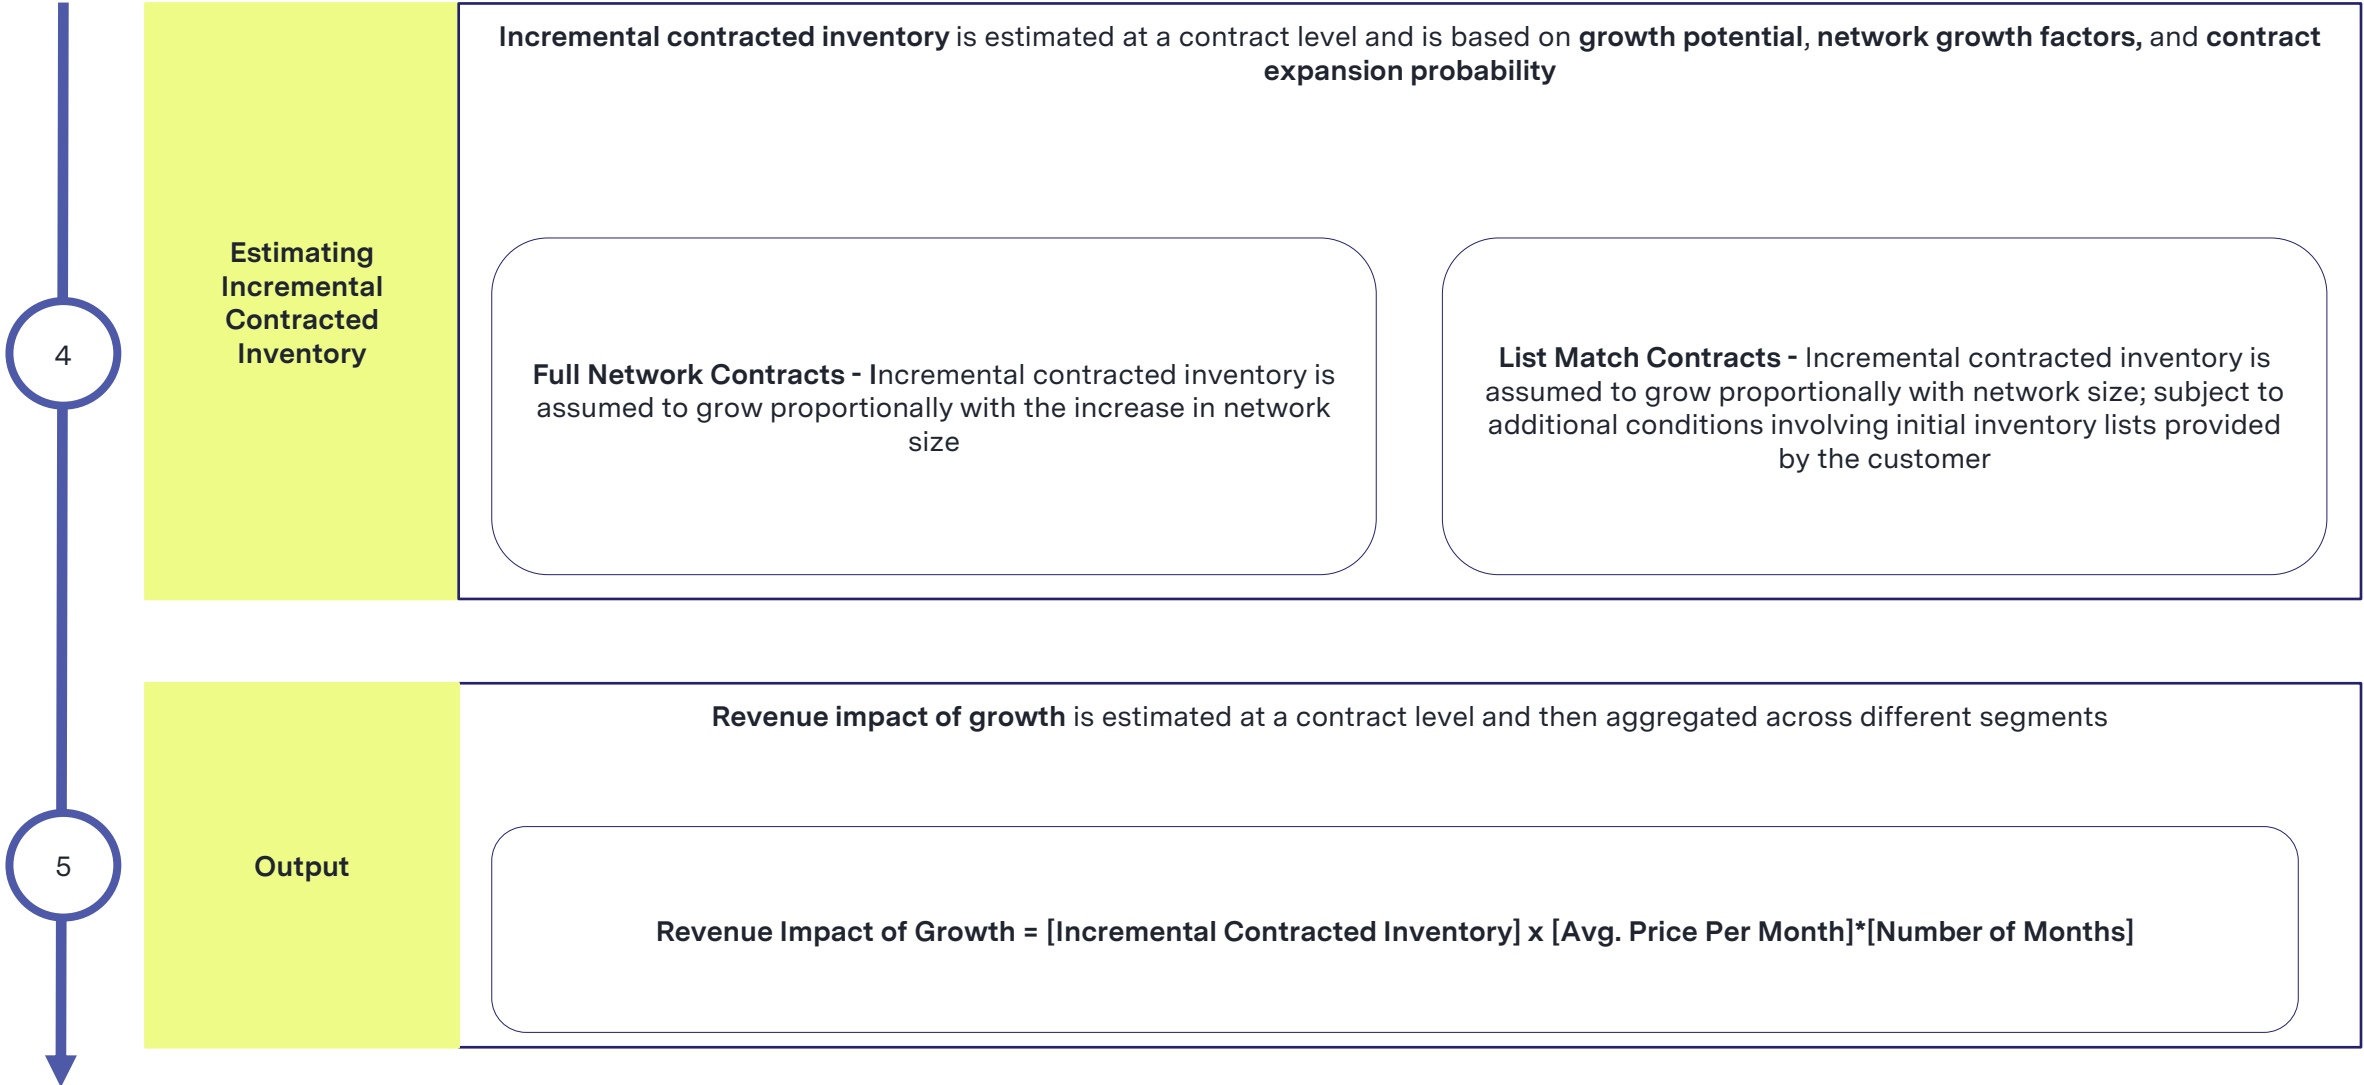 Incremental contracted inventory is estimated at a contract level and is based on growth potential, network growth factors, and contract
expansion probability
Estimating
Incremental
Contracted
Inventory
4
Full Network Contracts - Incremental contracted inventory is
assumed to grow proportionally with the increase in network
size
List Match Contracts - Incremental contracted inventory is
assumed to grow proportionally with network size; subject to
additional conditions involving initial inventory lists provided
by the customer
Revenue impact of growth is estimated at a contract level and then aggregated across different segments
5
Output
Revenue Impact of Growth = [Incremental Contracted Inventory] x [Avg. Price Per Month]*[Number of Months]